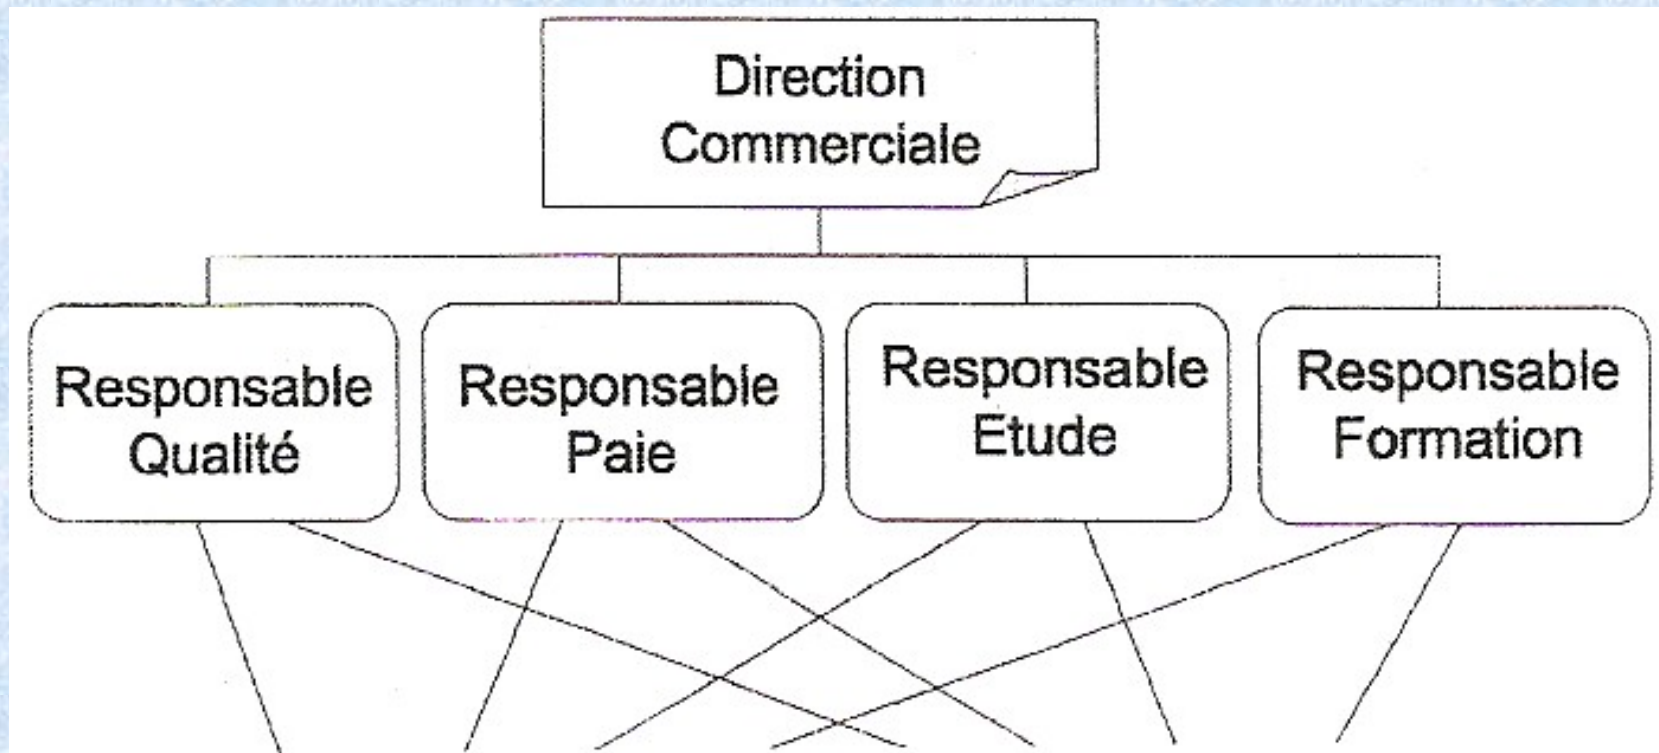 Direction
Commerciale
Responsable
Qualité
Responsable
Paie
Responsable
Etude
Responsable
Formation